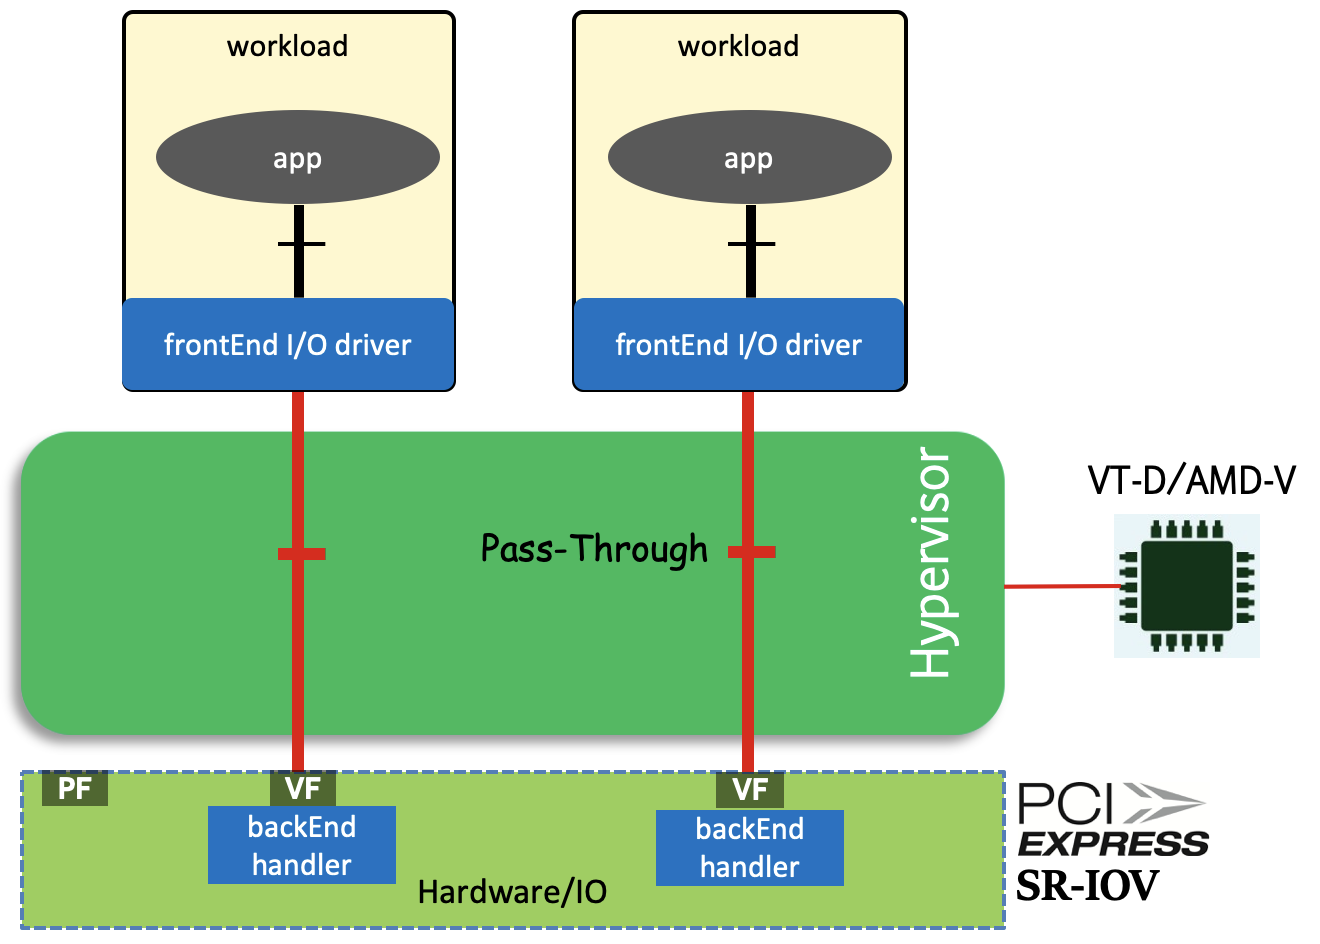 workload
workload
app
app
frontEnd I/O driver
frontEnd I/O driver
Hypervisor
VT-D/AMD-V
Pass-Through
PF
VF
VF
backEnd
handler
backEnd
handler
Hardware/IO
PCI
EXPRESS
SR-IOV